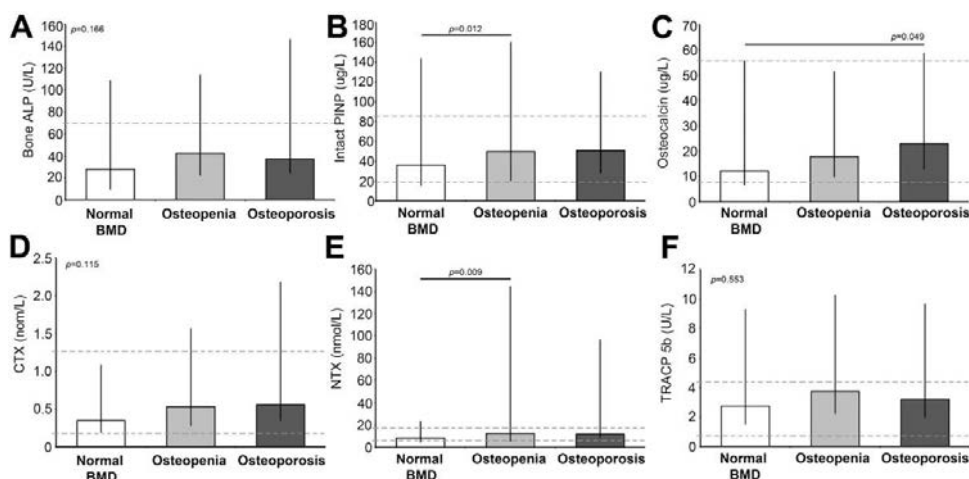 A
p=0.166
Bone ALP (U/L)
160
140
120
100
80
60
40
20
0
Normal
BMD
Osteopenia
Osteoporosis
B
p=0.012
Intact PINP (ug/L)
180
160
140
120
100
80
60
40
20
0
Normal
BMD
Osteopenia
Osteoporosis
C
p=0.049
Osteocalcin (ug/L)
70
60
50
40
30
20
10
0
Normal
BMD
Osteopenia
Osteoporosis
D
p=0.115
CTX (nom/L)
2.5
2.0
1.5
1.0
0.5
0
Normal
BMD
Osteopenia
Osteoporosis
E
p=0.009
NTX (nmol/L)
160
140
120
100
80
60
40
20
0
Normal
BMD
Osteopenia
Osteoporosis
F
p=0.553
TRACP 5b (U/L)
12
10
8
6
4
2
0
Normal
BMD
Osteopenia
Osteoporosis